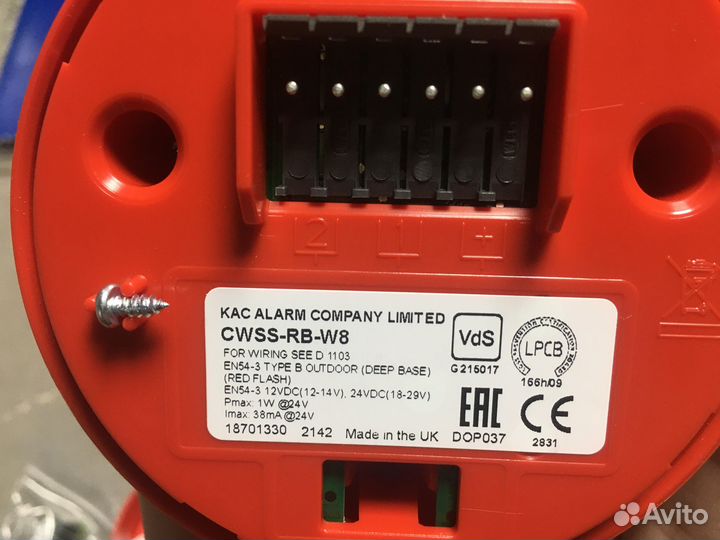 2 1 +
KAC ALARM COMPANY LIMITED
CWSS-RB-W8
FOR WIRING SEE D 1103
EN54-3 TYPE B OUTDOOR (DEEP BASE)
(RED FLASH)
EN54-3 12VDC(12-14V), 24VDC(18-29V)
Pmax: 1W @24V
Imax: 38mA @24V
18701330 2142 Made in the UK DOP037
VdS
G 215017
LPCB
166h/09
EAC CE
2831
Avito